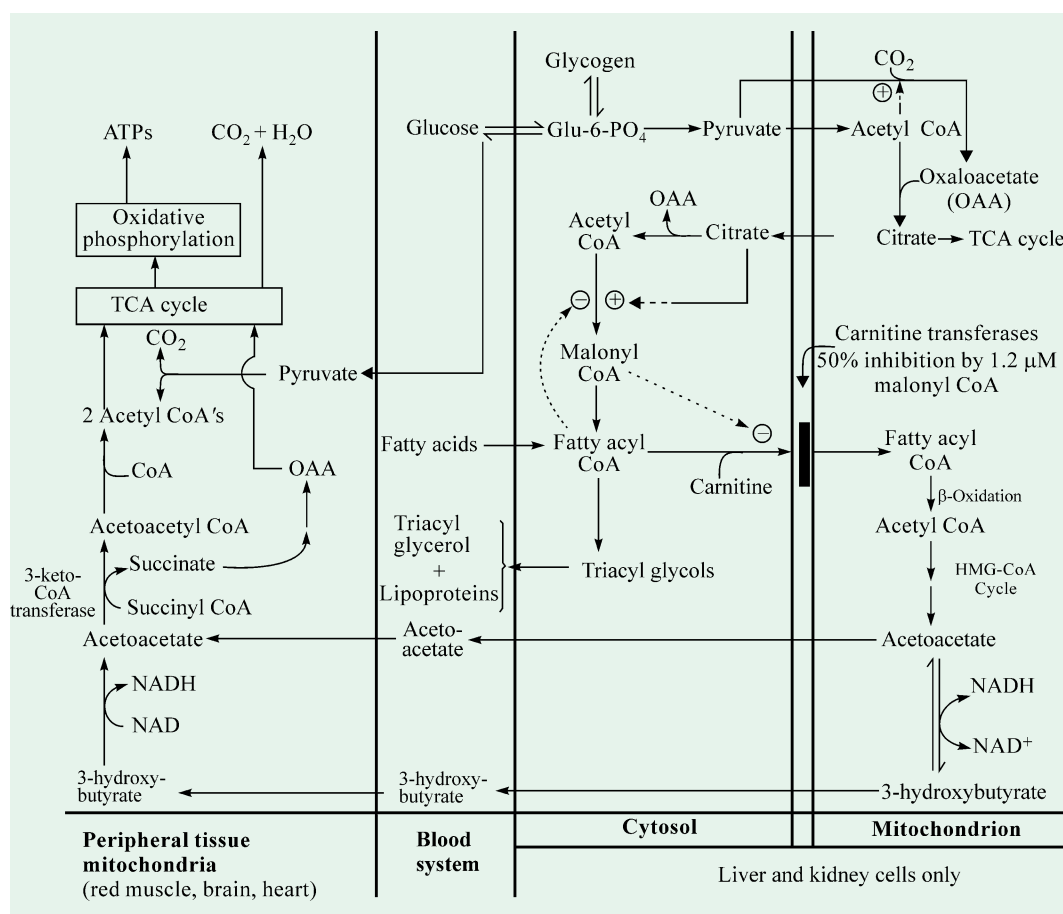 Glycogen
CO₂
+
ATPs
CO₂ + H₂O
Glucose
Glu-6-PO₄
Pyruvate
Acetyl CoA
Oxaloacetate
(OAA)
Citrate
TCA cycle
Oxidative
phosphorylation
TCA cycle
OAA
Acetyl
CoA
Citrate
−
+
Malonyl
CoA
Carnitine transferases
50% inhibition by 1.2 μM
malonyl CoA
CO₂
Pyruvate
2 Acetyl CoA's
−
Fatty acids
Fatty acyl
CoA
Carnitine
Fatty acyl
CoA
β-Oxidation
Acetyl CoA
HMG-CoA
Cycle
CoA
OAA
Acetoacetyl CoA
Succinate
Succinyl CoA
3-keto-
CoA
transferase
Triacyl
glycerol
+
Lipoproteins
Triacyl glycols
Acetoacetate
Aceto-
acetate
Acetoacetate
NADH
NAD
NADH
NAD⁺
3-hydroxy-
butyrate
3-hydroxy-
butyrate
3-hydroxybutyrate
Peripheral tissue
mitochondria
(red muscle, brain, heart)
Blood
system
Cytosol
Mitochondrion
Liver and kidney cells only